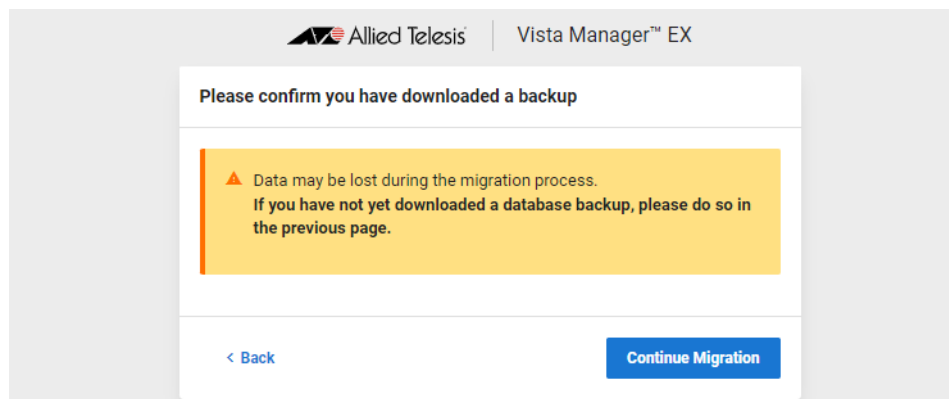 Allied Telesis Vista Manager™ EX
Please confirm you have downloaded a backup
Data may be lost during the migration process.
If you have not yet downloaded a database backup, please do so in
the previous page.
< Back Continue Migration